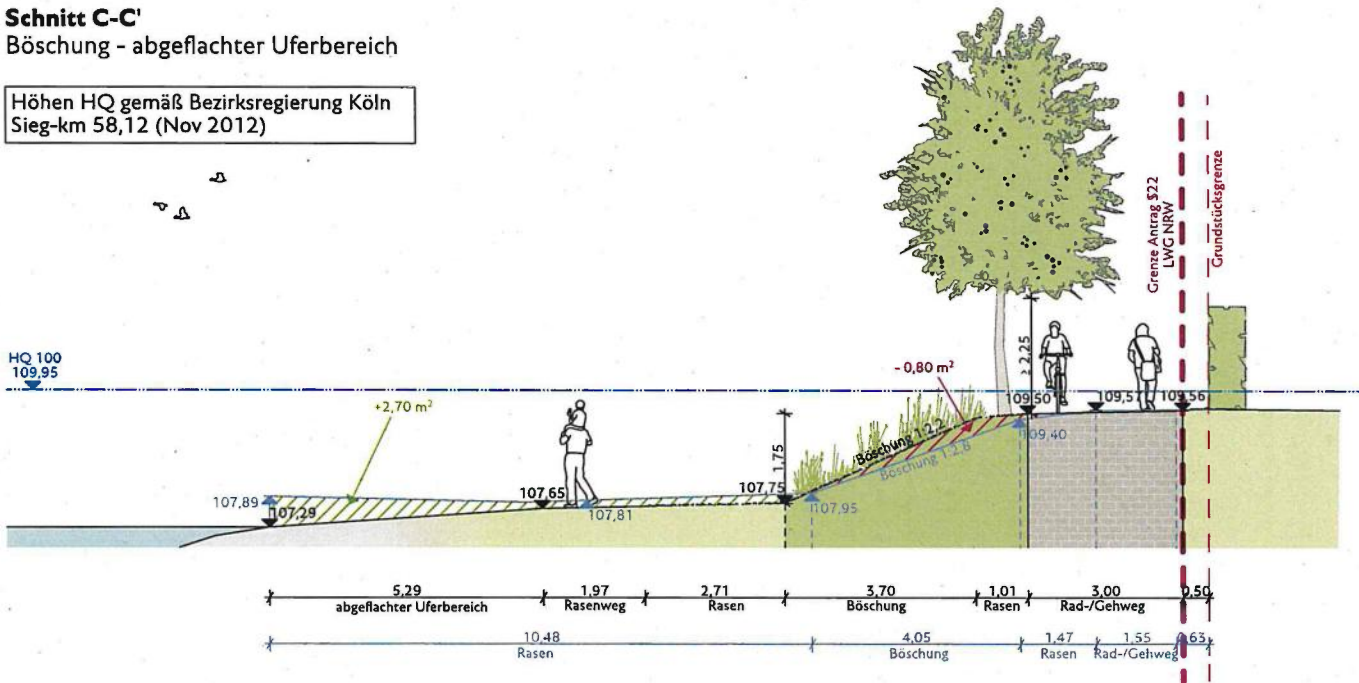 Schnitt C-C'
Böschung - abgeflachter Uferbereich
Höhen HQ gemäß Bezirksregierung Köln
Sieg-km 58,12 (Nov 2012)
Grenze Antrag §22
LWG NRW
Grundstücksgrenze
HQ 100
109,95
+2,70 m²
- 0,80 m²
2,25
109,50
109,57
109,56
109,40
Böschung 1:2,2
Böschung 1:2,8
1,75
107,89
107,29
107,65
107,81
107,75
107,95
5,29
1,97
2,71
3,70
1,01
3,00
0,50
abgeflachter Uferbereich
Rasenweg
Rasen
Böschung
Rasen
Rad-/Gehweg
10,48
4,05
1,47
1,55
0,63
Rasen
Böschung
Rasen
Rad-/Gehweg